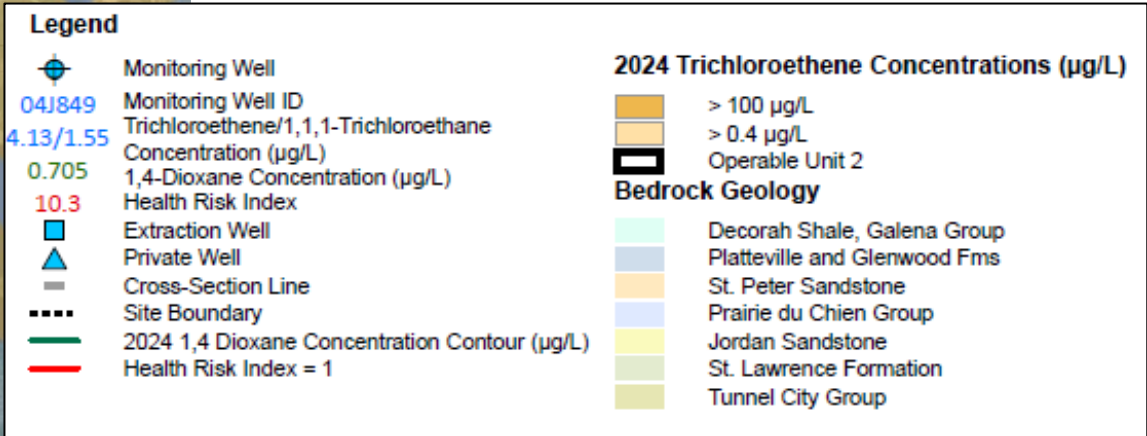 Legend
Monitoring Well
04J849 Monitoring Well ID
4.13/1.55 Trichloroethene/1,1,1-Trichloroethane
Concentration (µg/L)
0.705 1,4-Dioxane Concentration (µg/L)
10.3 Health Risk Index
Extraction Well
Private Well
Cross-Section Line
Site Boundary
2024 1,4 Dioxane Concentration Contour (µg/L)
Health Risk Index = 1
2024 Trichloroethene Concentrations (µg/L)
> 100 µg/L
> 0.4 µg/L
Operable Unit 2
Bedrock Geology
Decorah Shale, Galena Group
Platteville and Glenwood Fms
St. Peter Sandstone
Prairie du Chien Group
Jordan Sandstone
St. Lawrence Formation
Tunnel City Group